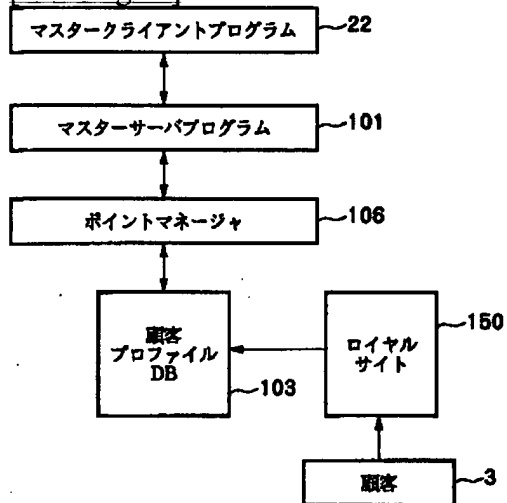 マスタークライアントプログラム
22
マスターサーバプログラム
101
ポイントマネージャ
106
顧客
プロファイル
DB
103
ロイヤル
サイト
150
顧客
3